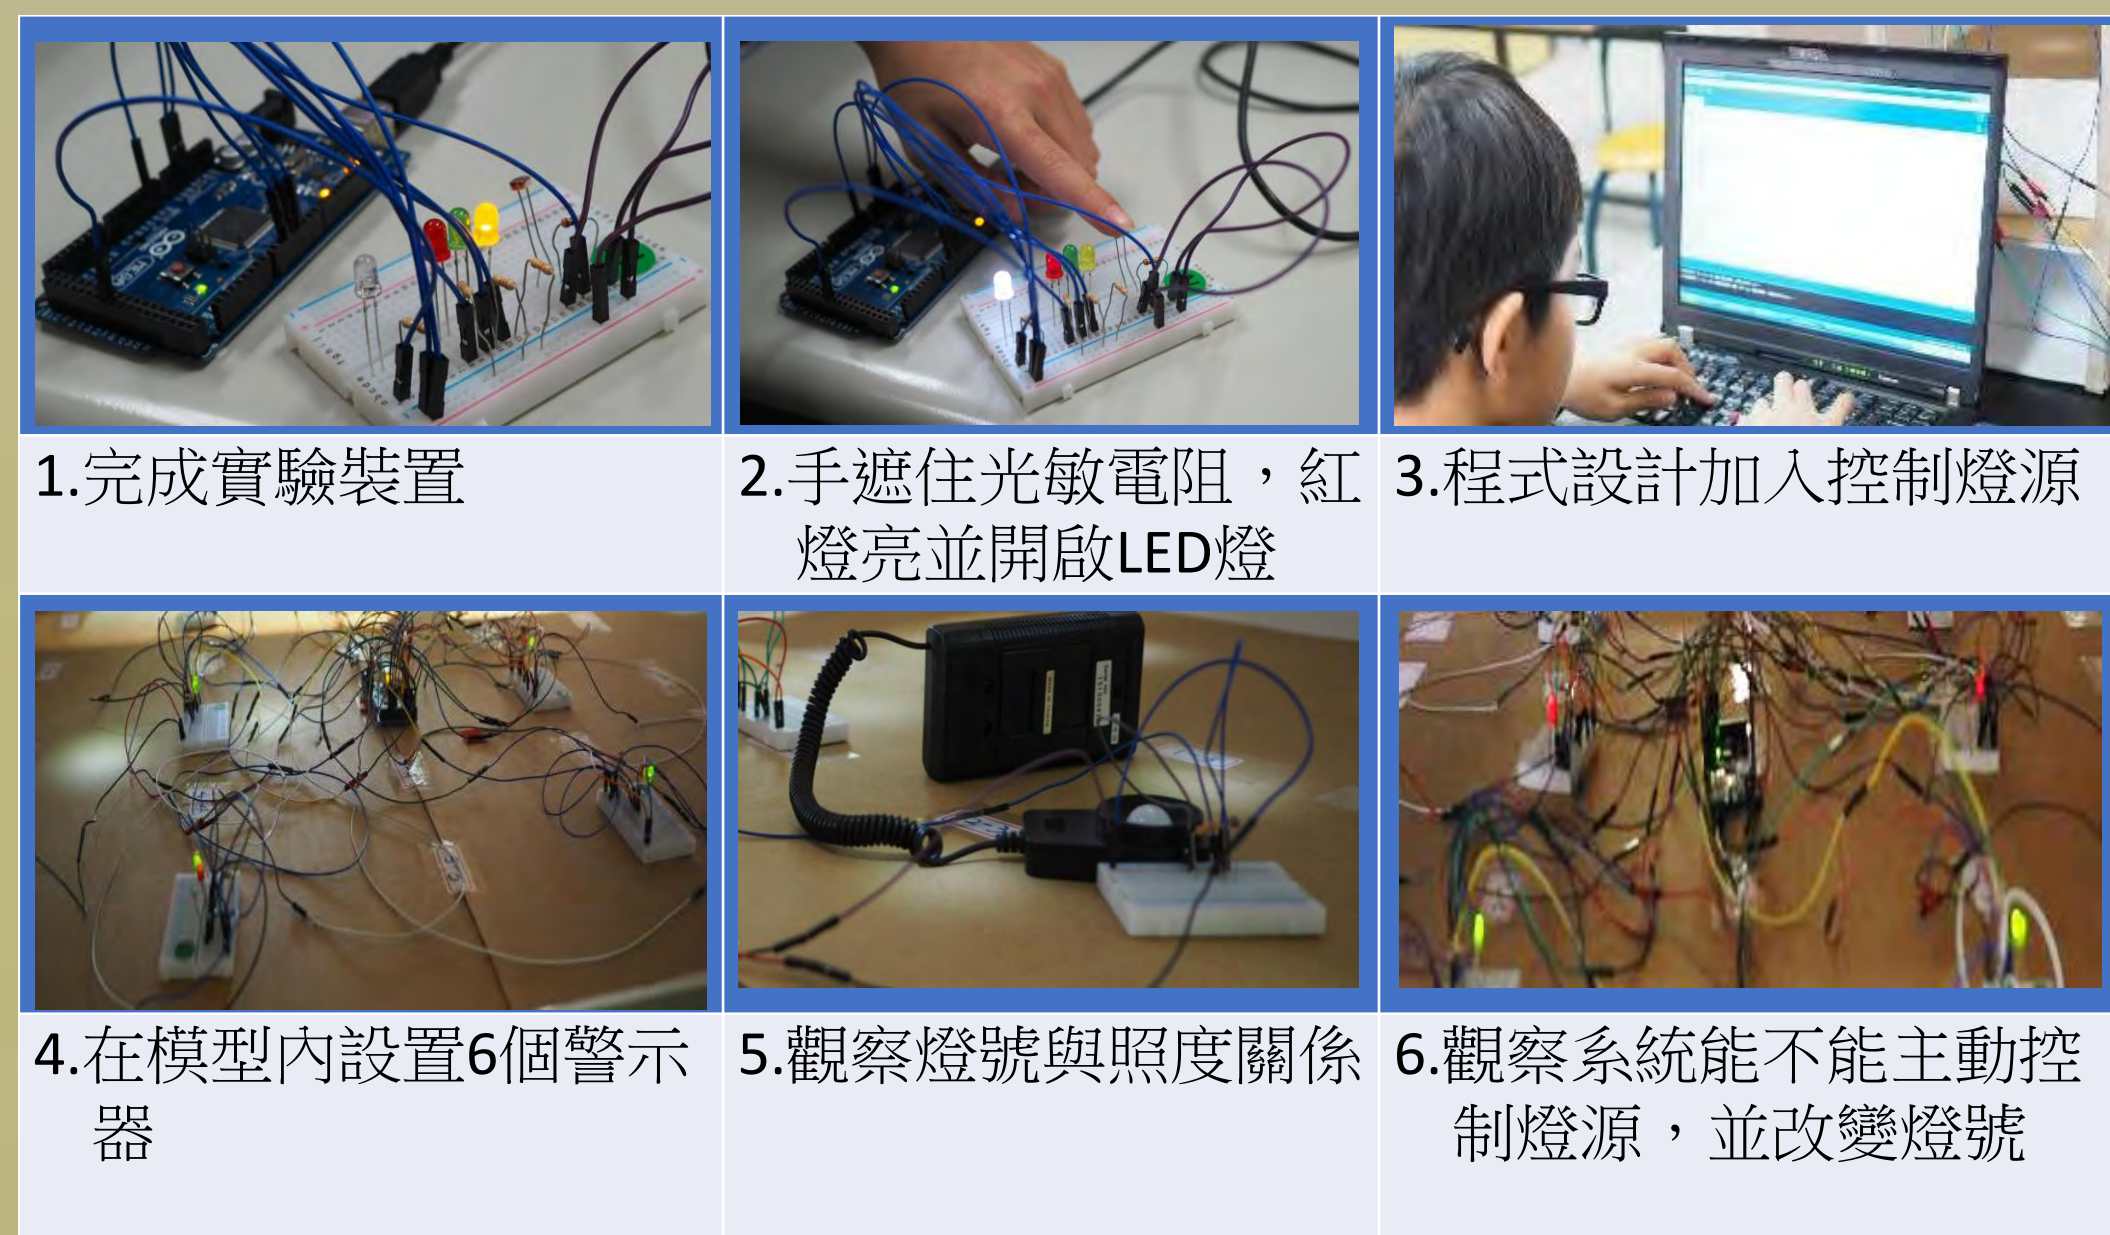 1.完成實驗裝置
2.手遮住光敏電阻，紅
燈亮並開啟LED燈
3.程式設計加入控制燈源
4.在模型內設置6個警示
器
5.觀察燈號與照度關係
6.觀察系統能不能主動控
制燈源，並改變燈號